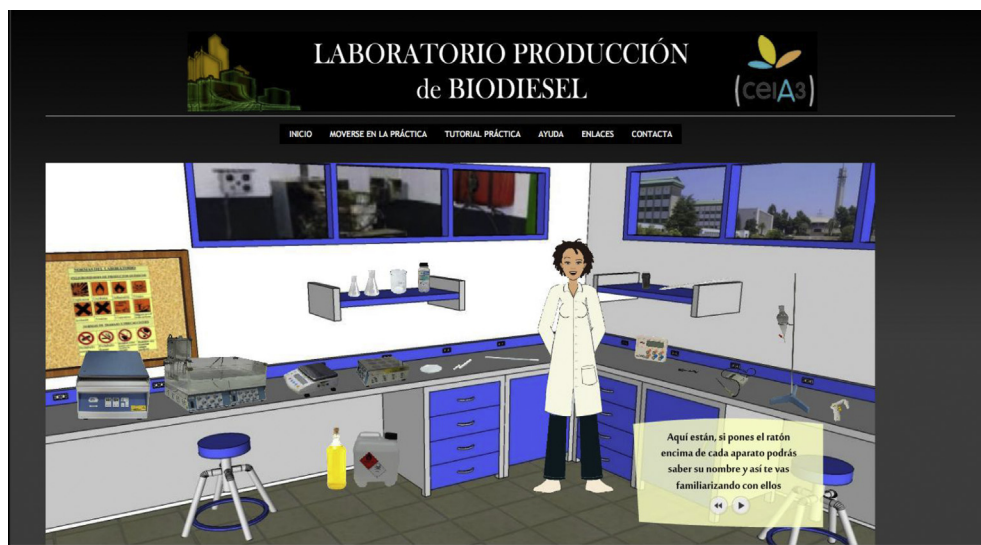 LABORATORIO PRODUCCIÓN
de BIODIESEL
(ceiA3)
INICIO MOVERSE EN LA PRÁCTICA TUTORIAL PRÁCTICA AYUDA ENLACES CONTACTA
Aquí están, si pones el ratón
encima de cada aparato podrás
saber su nombre y así te vas
familiarizando con ellos